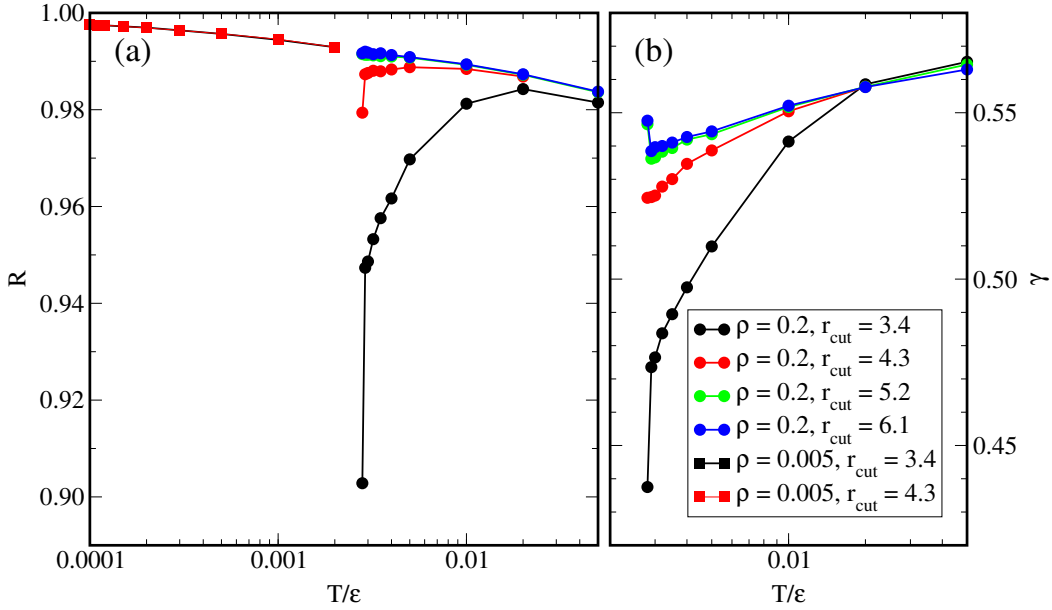 (a)
(b)
1.00
0.98
0.96
0.94
0.92
0.90
R
0.0001
0.001
0.01
T/ε
0.01
T/ε
0.55
0.50
0.45
γ
ρ = 0.2, r_cut = 3.4
ρ = 0.2, r_cut = 4.3
ρ = 0.2, r_cut = 5.2
ρ = 0.2, r_cut = 6.1
ρ = 0.005, r_cut = 3.4
ρ = 0.005, r_cut = 4.3